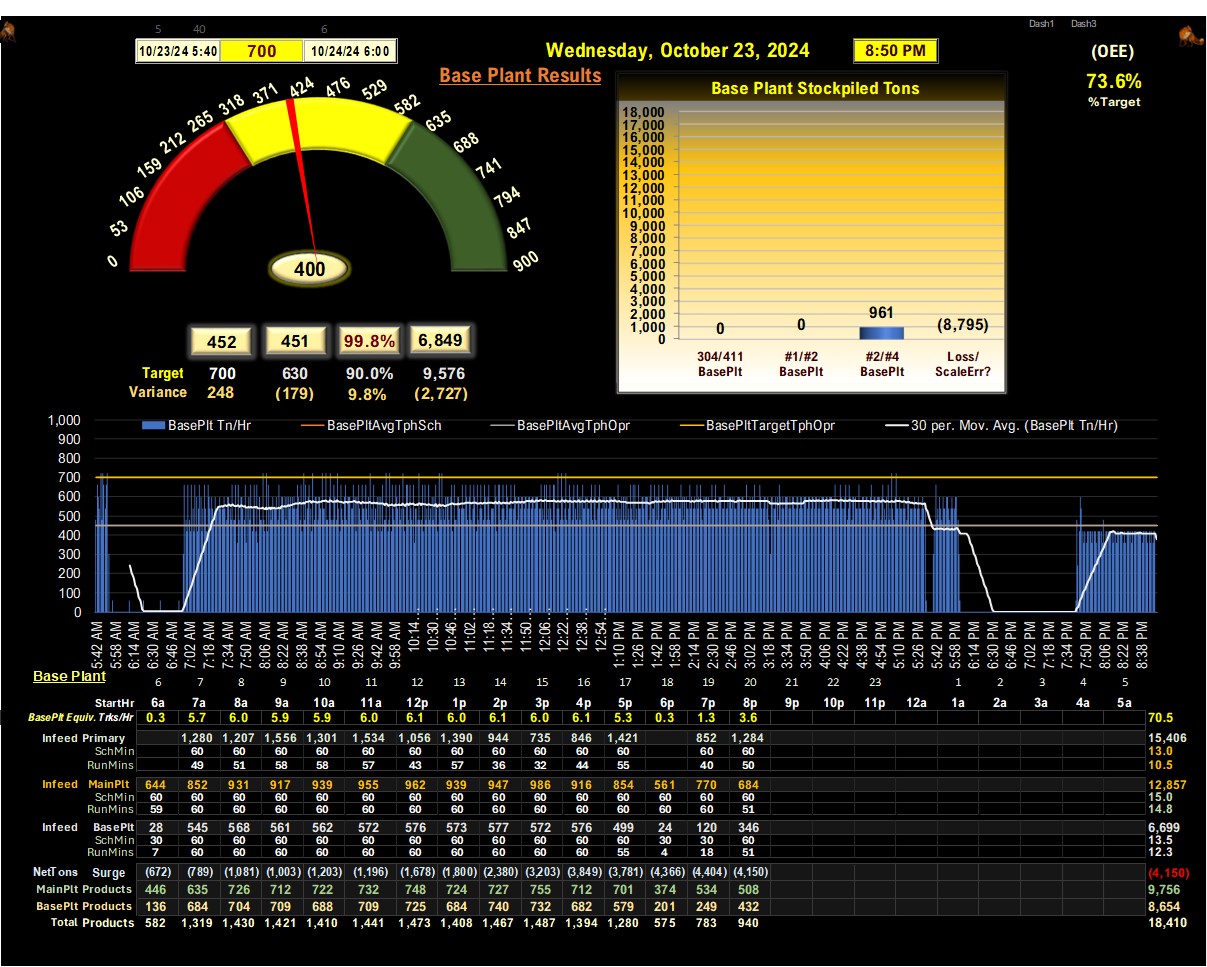 Dash1 Dash3
5 40 6
10/23/24 5:40 700 10/24/24 6:00
Wednesday, October 23, 2024 8:50 PM (OEE)
73.6%
%Target
Base Plant Results
0 53 106 159 212 265 318 371 424 476 529 582 635 688 741 794 847 900
400
452 451 99.8% 6,849
Target 700 630 90.0% 9,576
Variance 248 (179) 9.8% (2,727)
Base Plant Stockpiled Tons
18,000
17,000
16,000
15,000
14,000
13,000
12,000
11,000
10,000
9,000
8,000
7,000
6,000
5,000
4,000
3,000
2,000
1,000
0
0 0 961 (8,795)
304/411 #1/#2 #2/#4 Loss/
BasePlt BasePlt BasePlt ScaleErr?
BasePlt Tn/Hr BasePltAvgTphSch BasePltAvgTphOpr BasePltTargetTphOpr 30 per. Mov. Avg. (BasePlt Tn/Hr)
1,000
900
800
700
600
500
400
300
200
100
0
5:42 AM 5:58 AM 6:14 AM 6:30 AM 6:46 AM 7:02 AM 7:18 AM 7:34 AM 7:50 AM 8:06 AM 8:22 AM 8:38 AM 8:54 AM 9:10 AM 9:26 AM 9:42 AM 9:58 AM 10:14... 10:30... 10:46... 11:02... 11:18... 11:34... 11:50... 12:06... 12:22... 12:38... 12:54... 1:10 PM 1:26 PM 1:42 PM 1:58 PM 2:14 PM 2:30 PM 2:46 PM 3:02 PM 3:18 PM 3:34 PM 3:50 PM 4:06 PM 4:22 PM 4:38 PM 4:54 PM 5:10 PM 5:26 PM 5:42 PM 5:58 PM 6:14 PM 6:30 PM 6:46 PM 7:02 PM 7:18 PM 7:34 PM 7:50 PM 8:06 PM 8:22 PM 8:38 PM
Base Plant
6 7 8 9 10 11 12 13 14 15 16 17 18 19 20 21 22 23 1 2 3 4 5
StartHr 6a 7a 8a 9a 10a 11a 12p 1p 2p 3p 4p 5p 6p 7p 8p 9p 10p 11p 12a 1a 2a 3a 4a 5a
BasePlt Equiv. Trks/Hr 0.3 5.7 6.0 5.9 5.9 6.0 6.1 6.0 6.1 6.0 6.1 5.3 0.3 1.3 3.6 70.5
Infeed Primary 1,280 1,207 1,556 1,301 1,534 1,056 1,390 944 735 846 1,421 852 1,284 15,406
SchMin 60 60 60 60 60 60 60 60 60 60 60 60 60 13.0
RunMins 49 51 58 58 57 43 57 36 32 44 55 40 50 10.5
Infeed MainPlt 644 852 931 917 939 955 962 939 947 986 916 854 561 770 684 12,857
SchMin 60 60 60 60 60 60 60 60 60 60 60 60 60 60 51 15.0
RunMins 59 60 60 60 60 60 60 60 60 60 60 60 60 60 51 14.8
Infeed BasePlt 28 545 568 561 562 572 576 573 577 572 576 499 24 120 346 6,699
SchMin 30 60 60 60 60 60 60 60 60 60 60 60 30 30 60 13.5
RunMins 7 60 60 60 60 60 60 60 60 60 60 55 4 18 51 12.3
NetTons Surge (672) (789) (1,081) (1,003) (1,203) (1,196) (1,678) (1,800) (2,380) (3,203) (3,849) (3,781) (4,366) (4,404) (4,150) (4,150)
MainPlt Products 446 635 726 712 722 732 748 724 727 755 712 701 374 534 508 9,756
BasePlt Products 136 684 704 709 688 709 725 684 740 732 682 579 201 249 432 8,654
Total Products 582 1,319 1,430 1,421 1,410 1,441 1,473 1,408 1,467 1,487 1,394 1,280 575 783 940 18,410